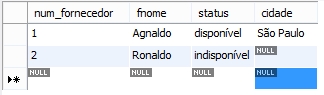 num_fornecedor fnome status cidade
1 Agnaldo disponível São Paulo
2 Ronaldo indisponível NULL
NULL NULL NULL NULL